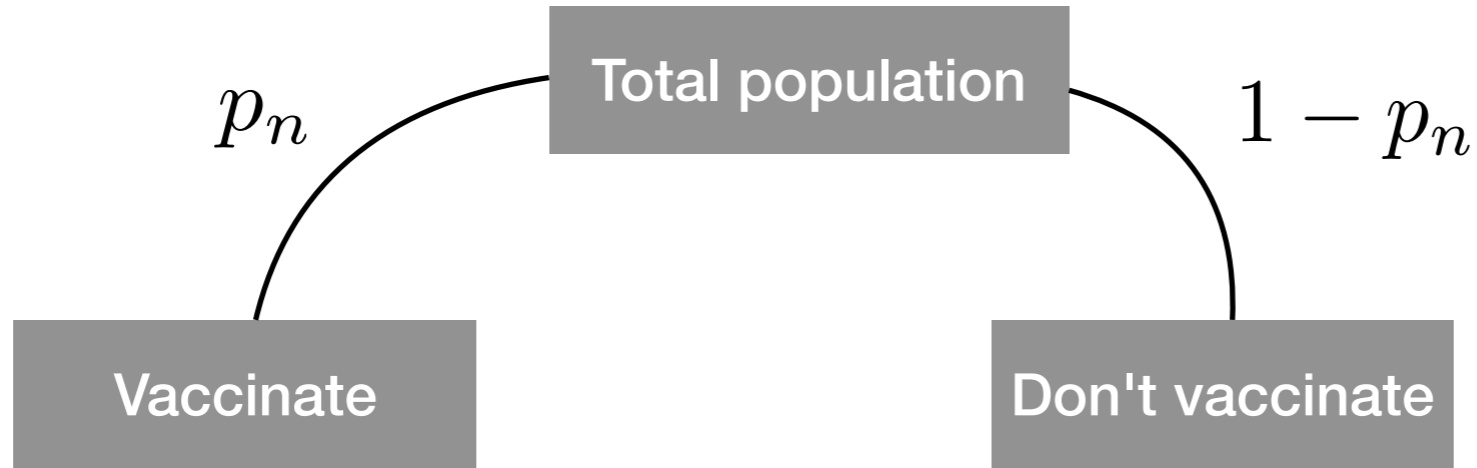 Total population
p_n
1 − p_n
Vaccinate
Don't vaccinate